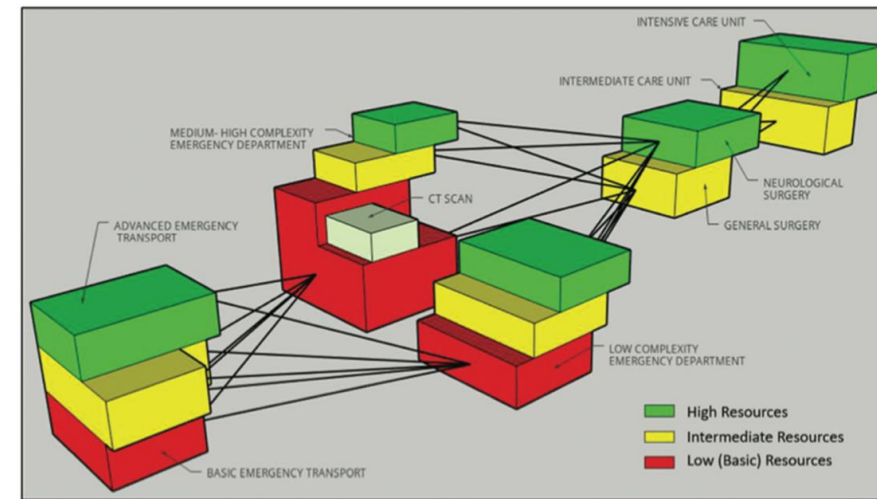 INTENSIVE CARE UNIT
INTERMEDIATE CARE UNIT
MEDIUM- HIGH COMPLEXITY
EMERGENCY DEPARTMENT
CT SCAN
NEUROLOGICAL
SURGERY
GENERAL SURGERY
ADVANCED EMERGENCY
TRANSPORT
LOW COMPLEXITY
EMERGENCY DEPARTMENT
BASIC EMERGENCY TRANSPORT
High Resources
Intermediate Resources
Low (Basic) Resources